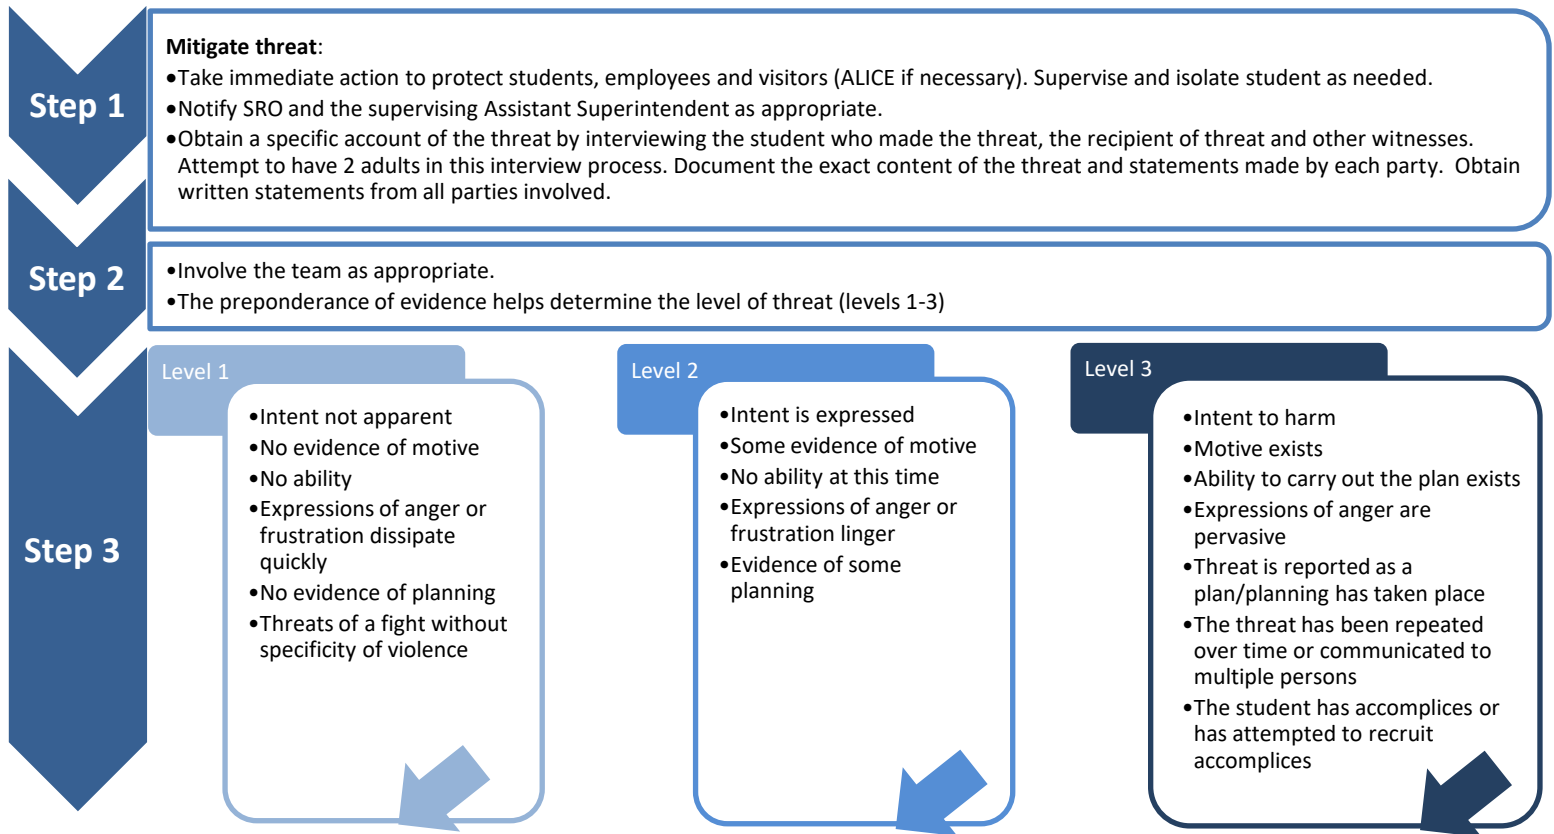 Step 1
Mitigate threat:
•Take immediate action to protect students, employees and visitors (ALICE if necessary). Supervise and isolate student as needed.
•Notify SRO and the supervising Assistant Superintendent as appropriate.
•Obtain a specific account of the threat by interviewing the student who made the threat, the recipient of threat and other witnesses.
Attempt to have 2 adults in this interview process. Document the exact content of the threat and statements made by each party.  Obtain
written statements from all parties involved.
Step 2
•Involve the team as appropriate.
•The preponderance of evidence helps determine the level of threat (levels 1-3)
Step 3
Level 1
•Intent not apparent
•No evidence of motive
•No ability
•Expressions of anger or
frustration dissipate
quickly
•No evidence of planning
•Threats of a fight without
specificity of violence
Level 2
•Intent is expressed
•Some evidence of motive
•No ability at this time
•Expressions of anger or
frustration linger
•Evidence of some
planning
Level 3
•Intent to harm
•Motive exists
•Ability to carry out the plan exists
•Expressions of anger are
pervasive
•Threat is reported as a
plan/planning has taken place
•The threat has been repeated
over time or communicated to
multiple persons
•The student has accomplices or
has attempted to recruit
accomplices